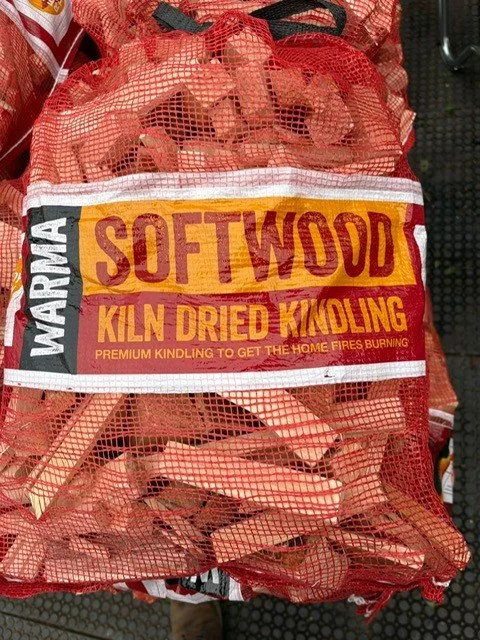 WARMA
SOFTWOOD
KILN DRIED KINDLING
PREMIUM KINDLING TO GET THE HOME FIRES BURNING